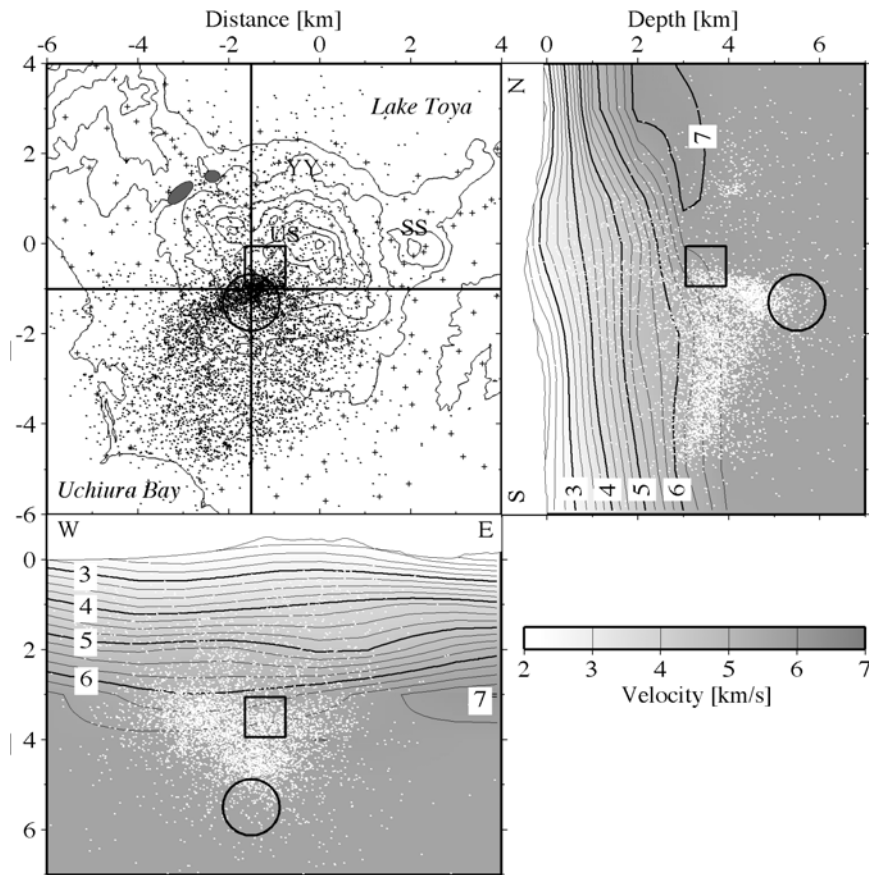 Distance [km]
-6 -4 -2 0 2 4
4
2
0
-2
-4
-6
Lake Toya
YY
US
SS
Uchiura Bay
Depth [km]
0 2 4 6
N
7
S
3 4 5 6
W E
0
2
4
6
3
4
5
6
7
2 3 4 5 6 7
Velocity [km/s]